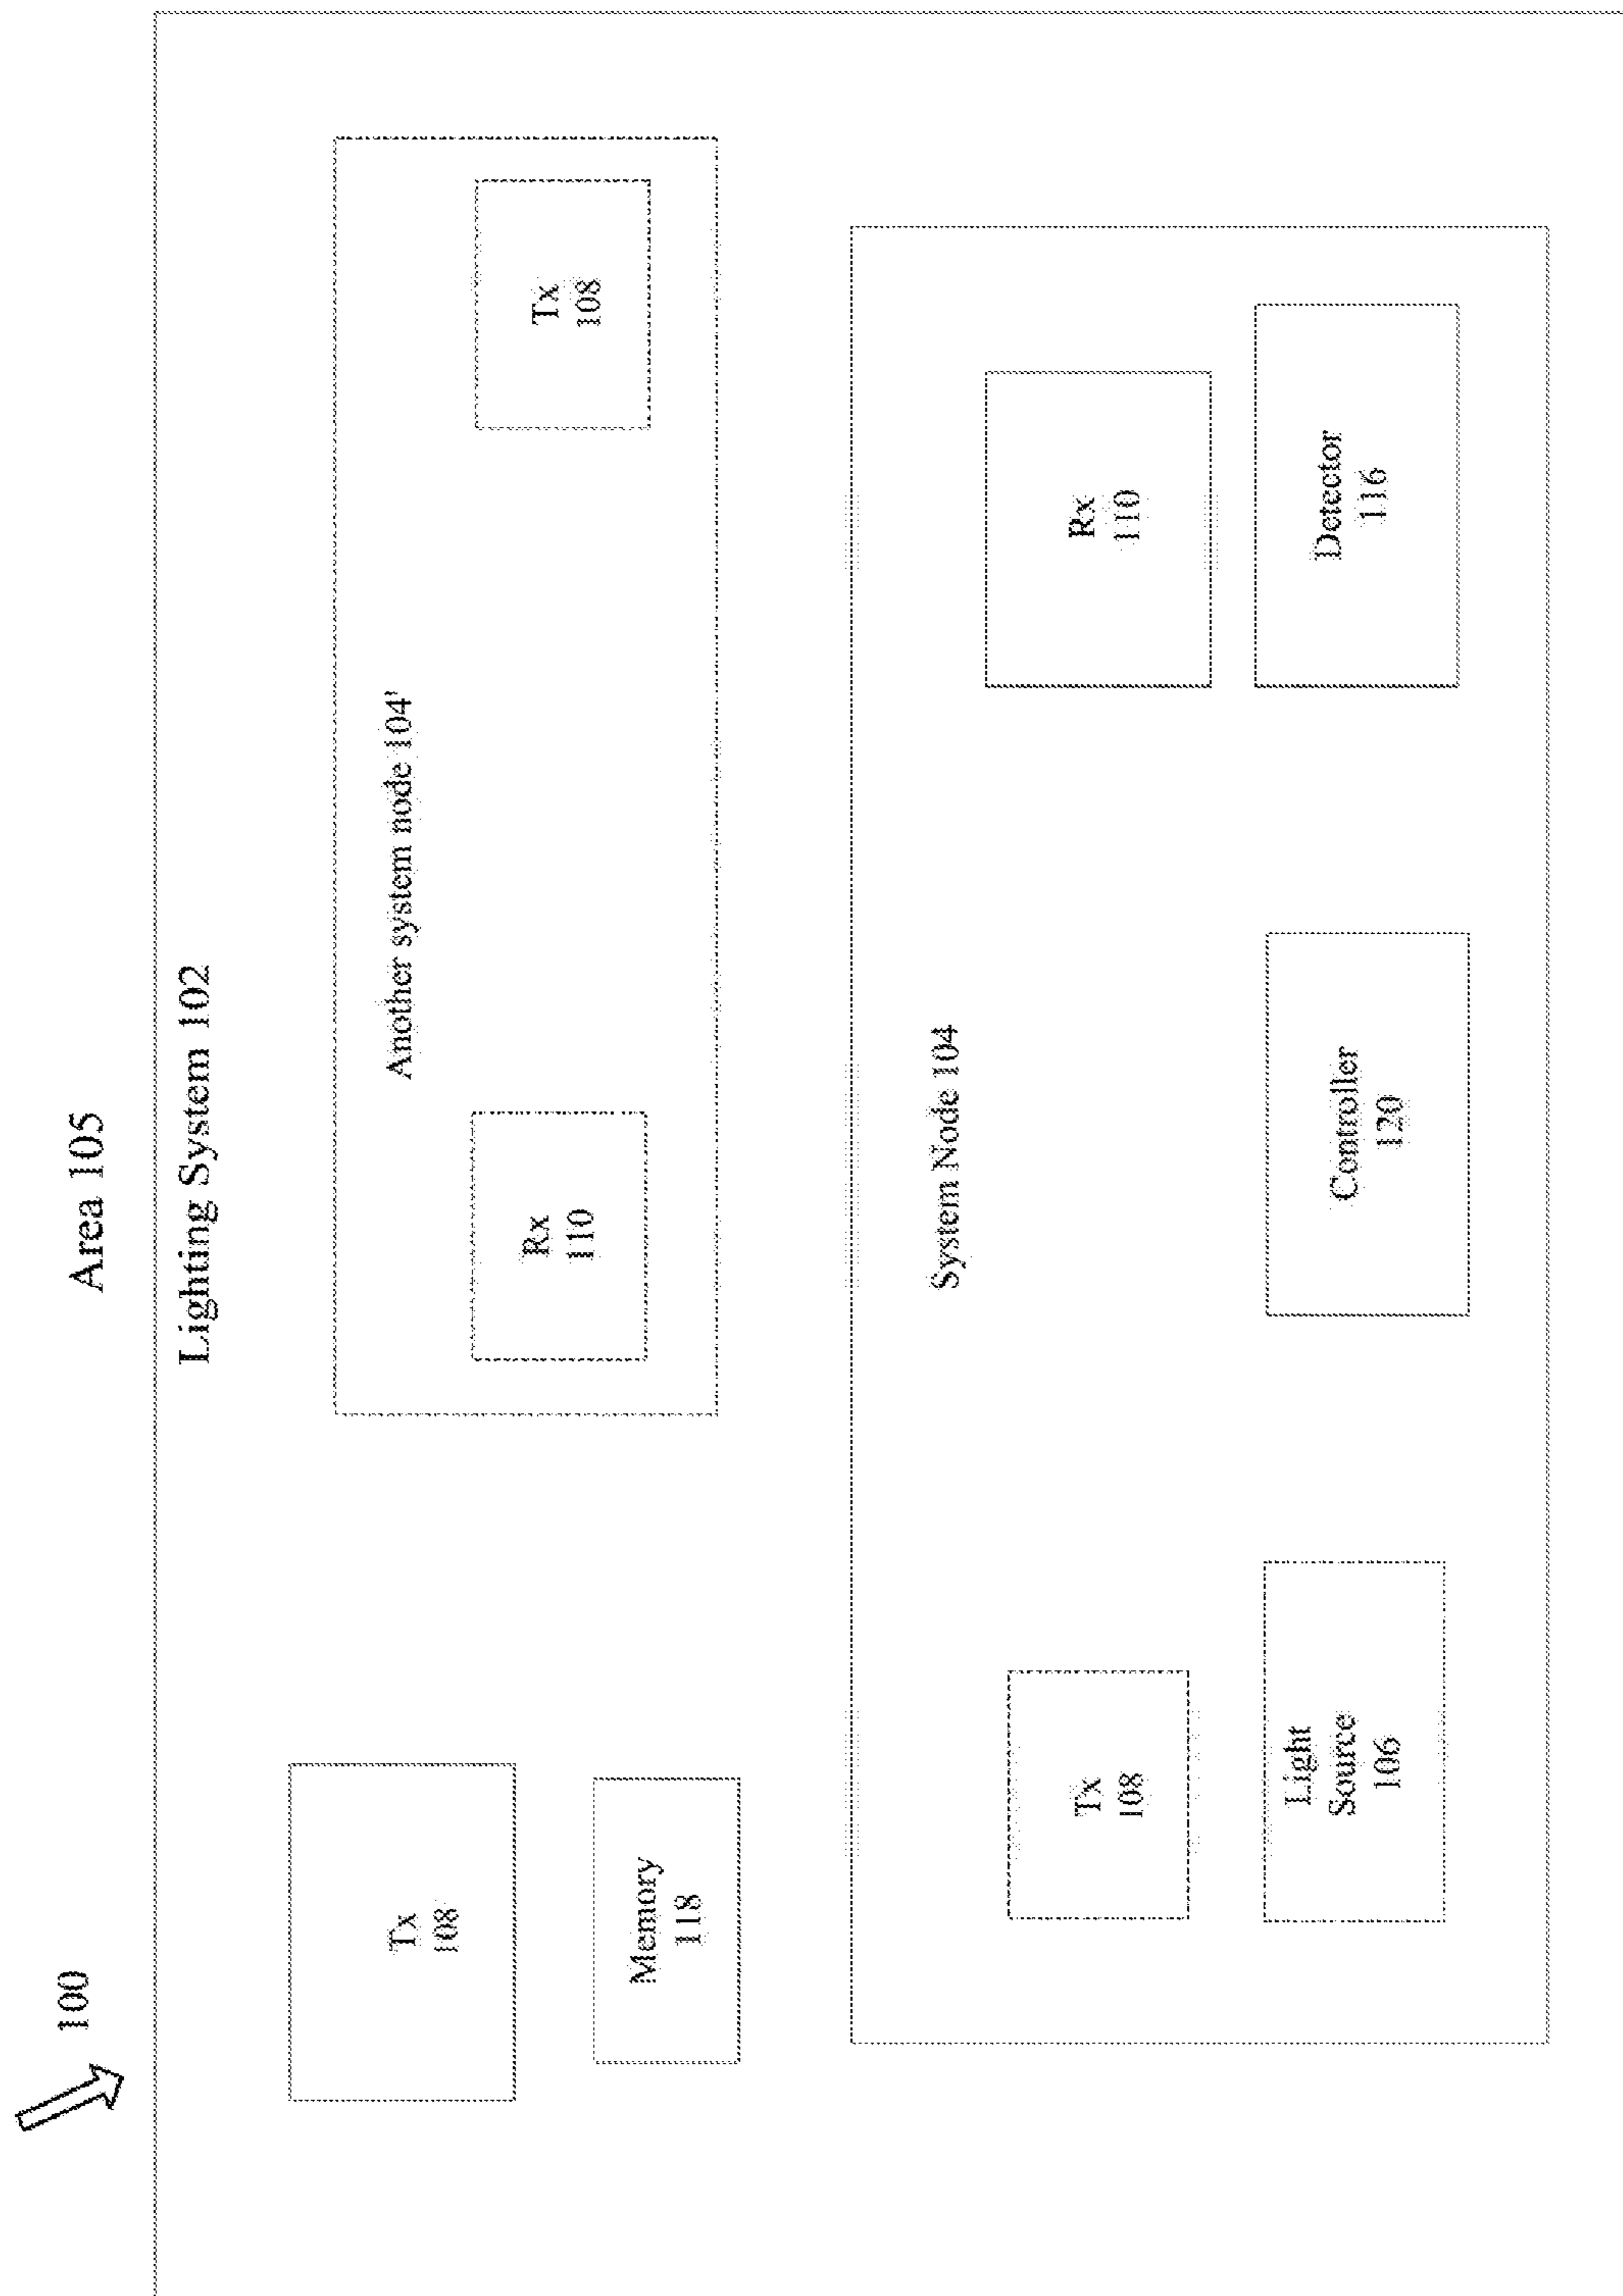 100
Area 105
Lighting System 102
Tx
108
Memory
118
Another system node 104'
Rx
110
Tx
108
System Node 104
Tx
108
Rx
110
Light
Source
106
Controller
120
Detector
116